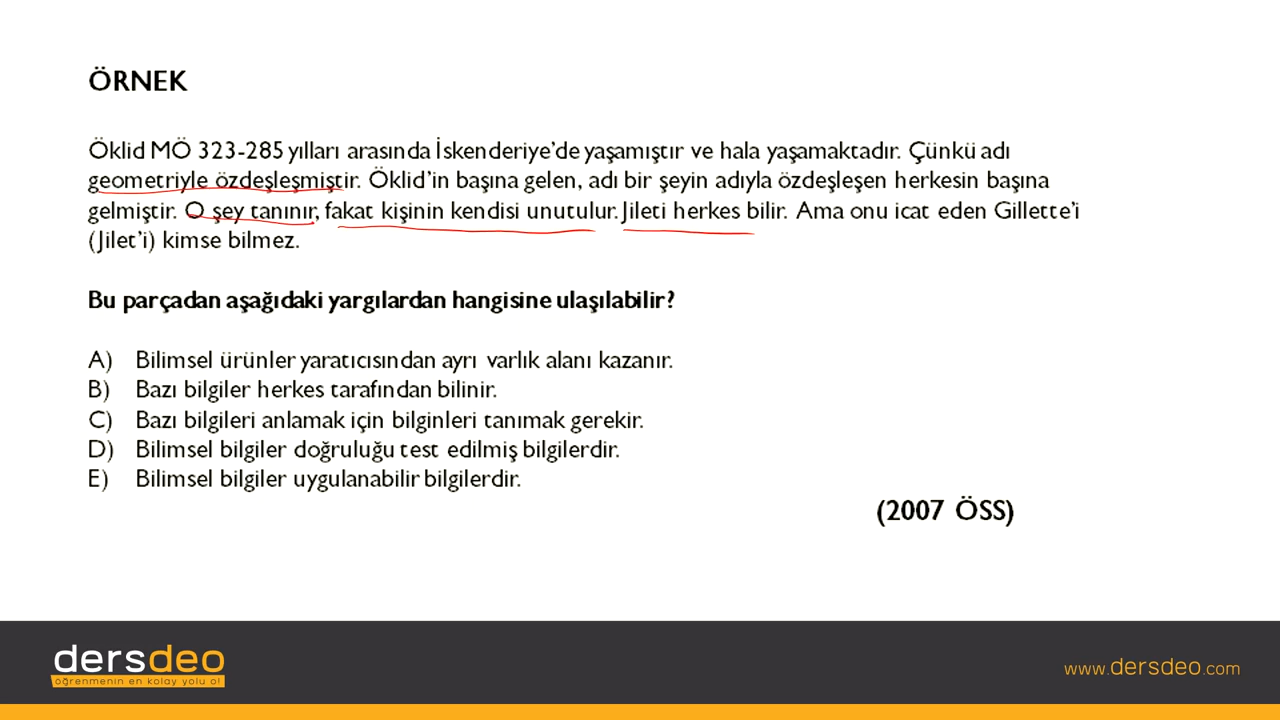 ÖRNEK
Öklid MÖ 323-285 yılları arasında İskenderiye'de yaşamıştır ve hala yaşamaktadır. Çünkü adı
geometriyle özdeşleşmiştir. Öklid'in başına gelen, adı bir şeyin adıyla özdeşleşen herkesin başına
gelmiştir. O şey tanınır, fakat kişinin kendisi unutulur. Jileti herkes bilir. Ama onu icat eden Gillette'i
(Jilet'i) kimse bilmez.
Bu parçadan aşağıdaki yargılardan hangisine ulaşılabilir?
A) Bilimsel ürünler yaratıcısından ayrı varlık alanı kazanır.
B) Bazı bilgiler herkes tarafından bilinir.
C) Bazı bilgileri anlamak için bilginleri tanımak gerekir.
D) Bilimsel bilgiler doğruluğu test edilmiş bilgilerdir.
E) Bilimsel bilgiler uygulanabilir bilgilerdir.
(2007 ÖSS)
dersdeo
öğrenmenin en kolay yolu o!
www.dersdeo.com